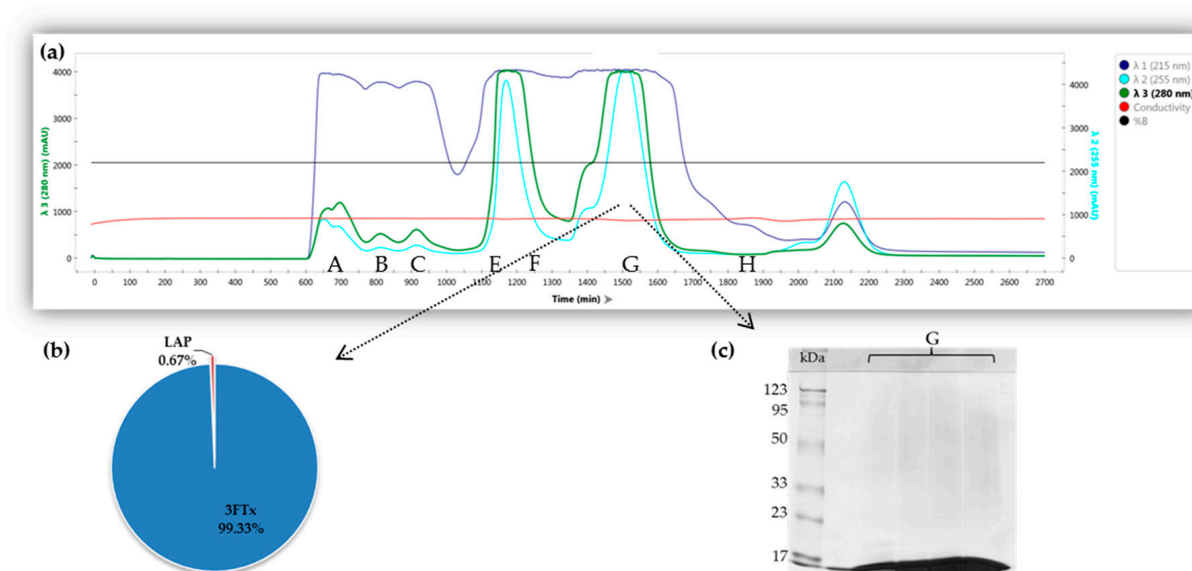 (a)
4000
3000
2000
1000
0
λ 3 (280 nm) (mAU)
4000
3000
2000
1000
0
λ 2 (255 nm) (mAU)
λ 1 (215 nm)
λ 2 (255 nm)
λ 3 (280 nm)
Conductivity
%B
A B C E F G H
-100 0 100 200 300 400 500 600 700 800 900 1000 1100 1200 1300 1400 1500 1600 1700 1800 1900 2000 2100 2200 2300 2400 2500 2600 2700
Time (min)
(b)
LAP
0.67%
3FTx
99.33%
(c)
G
kDa
123
95
50
33
23
17